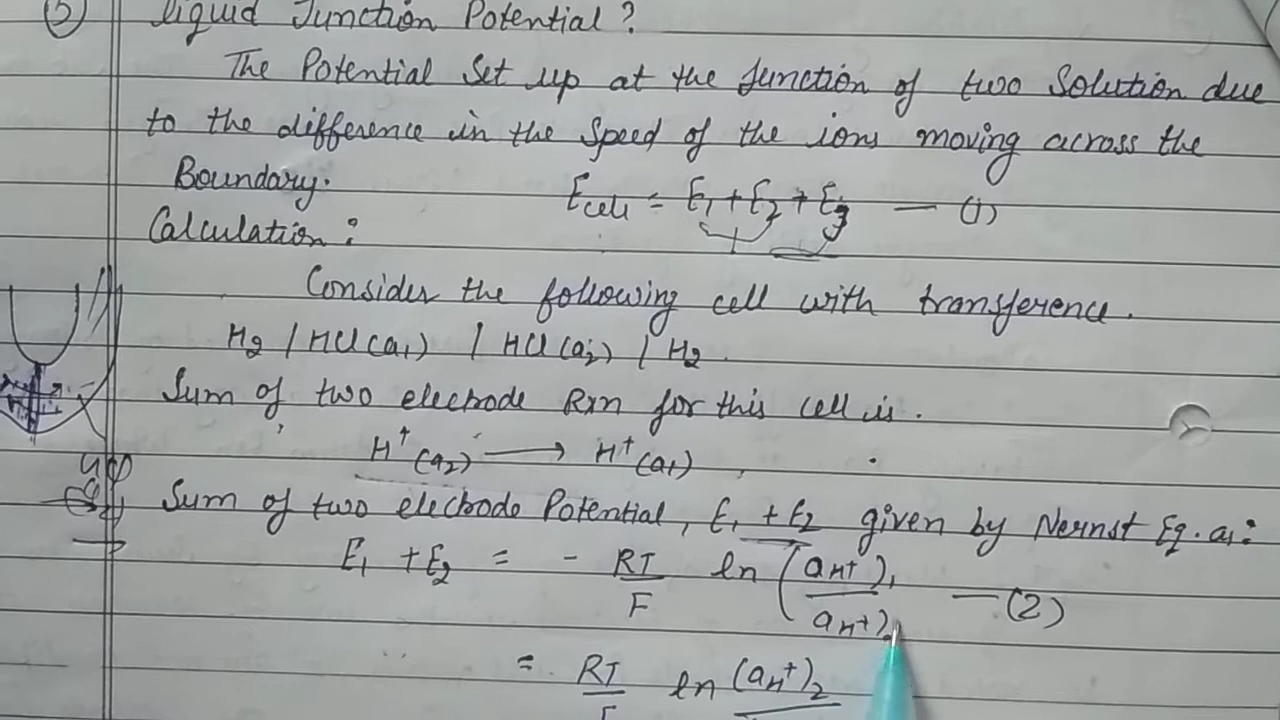 (5) liquid Junction Potential?
The Potential Set up at the function of two Solution due
to the difference in the Speed of the ions moving across the
Boundary.
Ecell = E1 + E2 + Ej — (1)
Calculation:
Consider the following cell with transference.
H2 / HCl (a1) / HCl (a2) / H2.
Sum of two electrode Rxn for this cell is.
H+ (a2) → H+ (a1)
Sum of two electrode Potential, E1 + E2 given by Nernst Eq. as:
E1 + E2 = - RT/F ln (aH+)1 / (aH+)2 — (2)
= RT/F ln (aH+)2